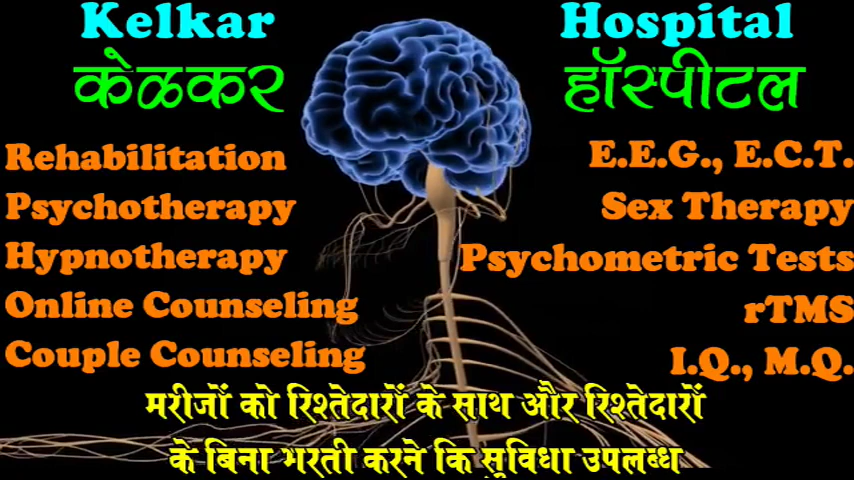 Kelkar Hospital
केळकर हॉस्पीटल
Rehabilitation
Psychotherapy
Hypnotherapy
Online Counseling
Couple Counseling
E.E.G., E.C.T.
Sex Therapy
Psychometric Tests
rTMS
I.Q., M.Q.
मरीजों को रिश्तेदारों के साथ और रिश्तेदारों
के बिना भरती करने कि सुविधा उपलब्ध